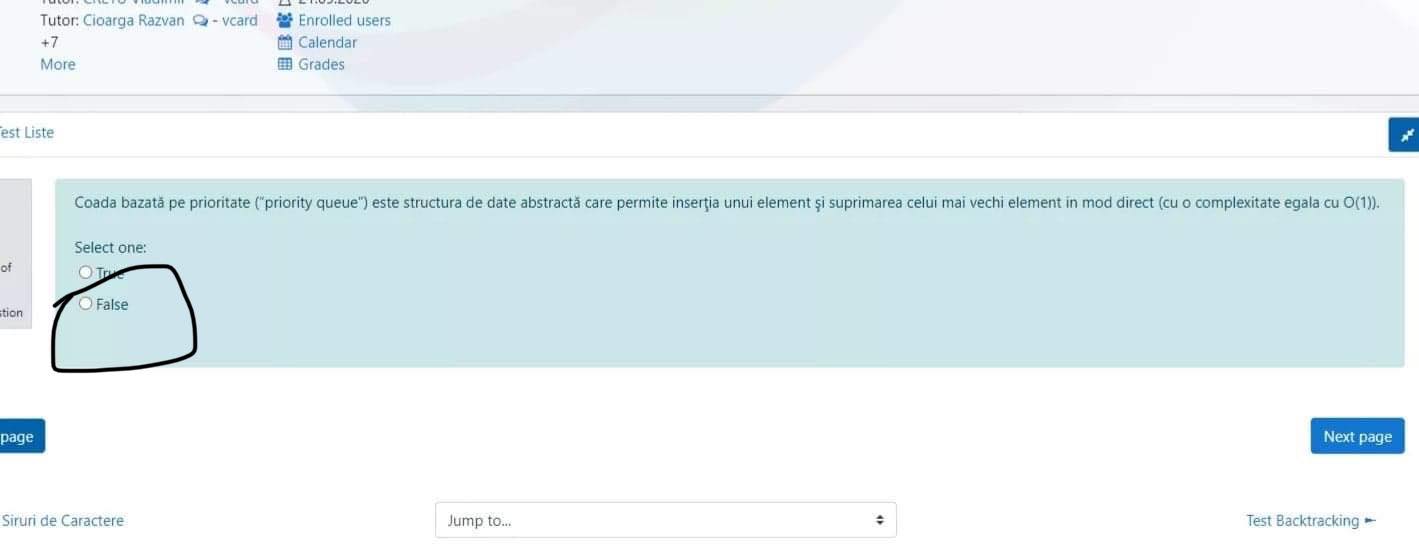 Tutor: CREȚU Vladimir - vcard 21.09.2020
Tutor: Cioarga Razvan - vcard Enrolled users
+7 Calendar
More Grades
Test Liste
Coada bazată pe prioritate ("priority queue") este structura de date abstractă care permite inserţia unui element şi suprimarea celui mai vechi element in mod direct (cu o complexitate egala cu O(1)).
Select one:
of
True
stion
False
page
Next page
Siruri de Caractere
Jump to...
Test Backtracking